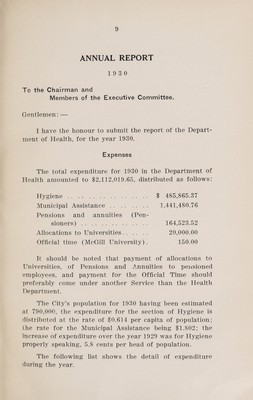 9
ANNUAL REPORT
1930
To the Chairman and
Members of the Executive Committee.
Gentlemen: —
I have the honour to submit the report of the Depart-
ment of Health, for the year 1930.
Expenses
The total expenditure for 1930 in the Department of
Health amounted to $2,112,019.65, distributed as follows:
Hygiene .. .. .. .. .. .. .. .. $ 485,865.37
Municipal Assistance .. .. .. .. 1,441,480.76
Pensions and annuities (Pen-
sioners) .. .. .. .. .. .. .. 164,523.52
Allocations to Universities.. .. .. 20,000.00
Official time (McGill University). 150.00
It should be noted that payment of allocations to
Universities, of Pensions and Annuities to pensioned
employees, and payment for the Official Time should
preferably come under another Service than the Health
Department.
The City's population for 1930 having been estimated
at 790,000, the expenditure for the section of Hygiene is
distributed at the rate of $0.614 per capita of population;
the rate for the Municipal Assistance being $1.802; the
increase of expenditure over the year 1929 was for Hygiene
properly speaking, 5.8 cents per head of population.
The following list shows the detail of expenditure
during the year.